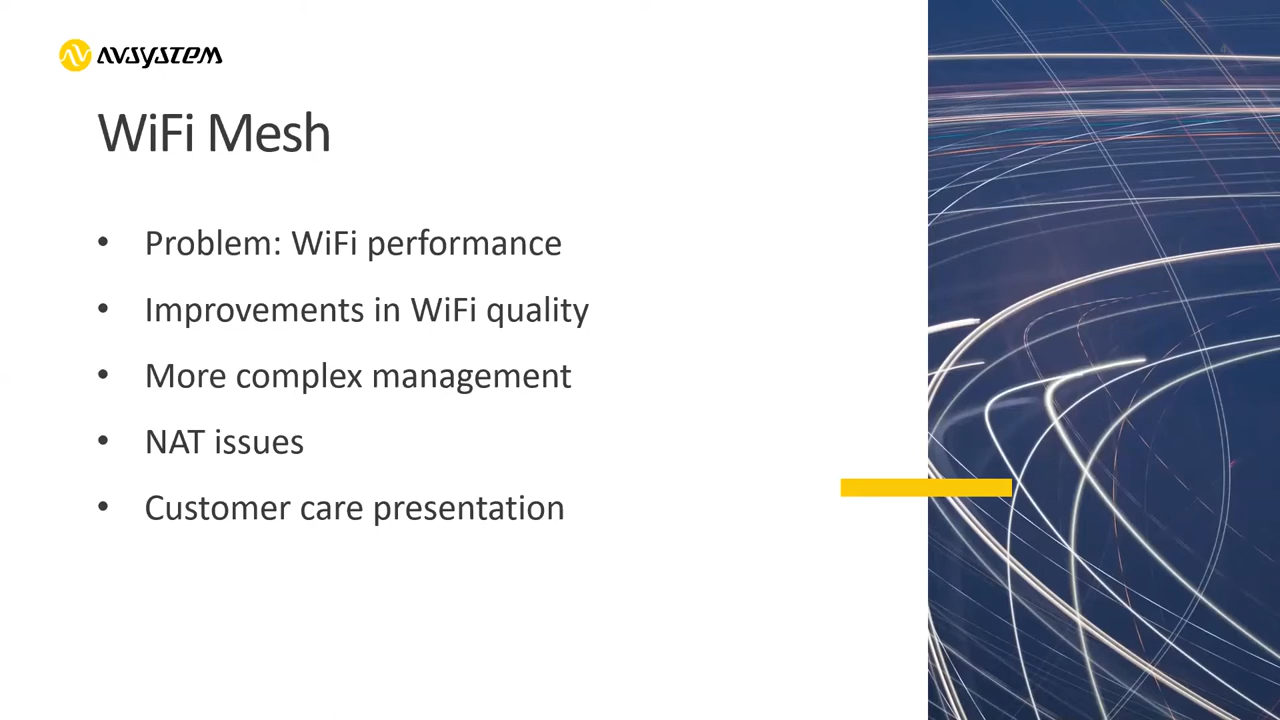 AVSYSTEM
WiFi Mesh
• Problem: WiFi performance
• Improvements in WiFi quality
• More complex management
• NAT issues
• Customer care presentation